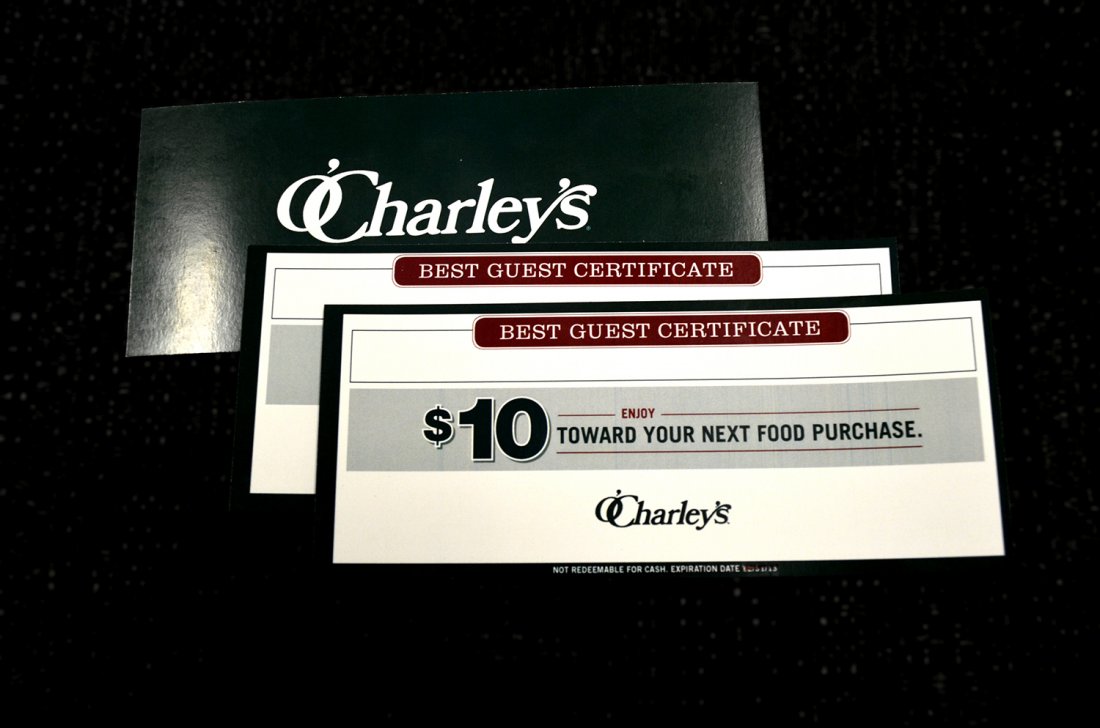 O'Charley's
BEST GUEST CERTIFICATE
BEST GUEST CERTIFICATE
$10
ENJOY
TOWARD YOUR NEXT FOOD PURCHASE.
O'Charley's
NOT REDEEMABLE FOR CASH. EXPIRATION DATE